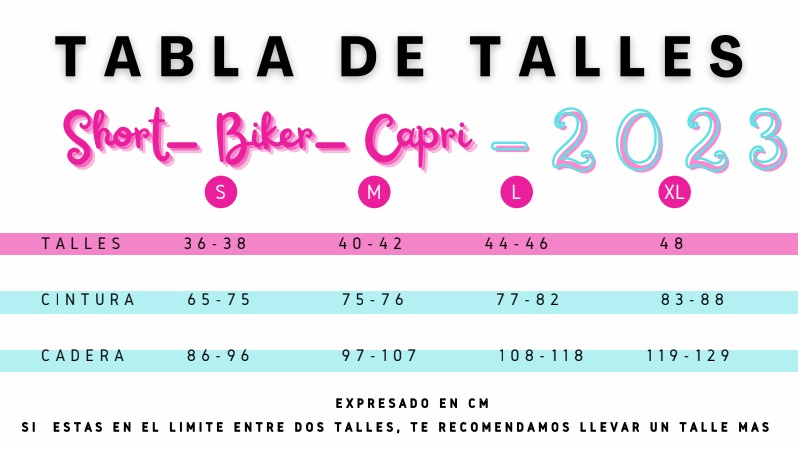 TABLA DE TALLES
Short_ Biker_ Capri - 2023
S M L XL
TALLES 36-38 40-42 44-46 48
CINTURA 65-75 75-76 77-82 83-88
CADERA 86-96 97-107 108-118 119-129
EXPRESADO EN CM
SI ESTAS EN EL LIMITE ENTRE DOS TALLES, TE RECOMENDAMOS LLEVAR UN TALLE MAS